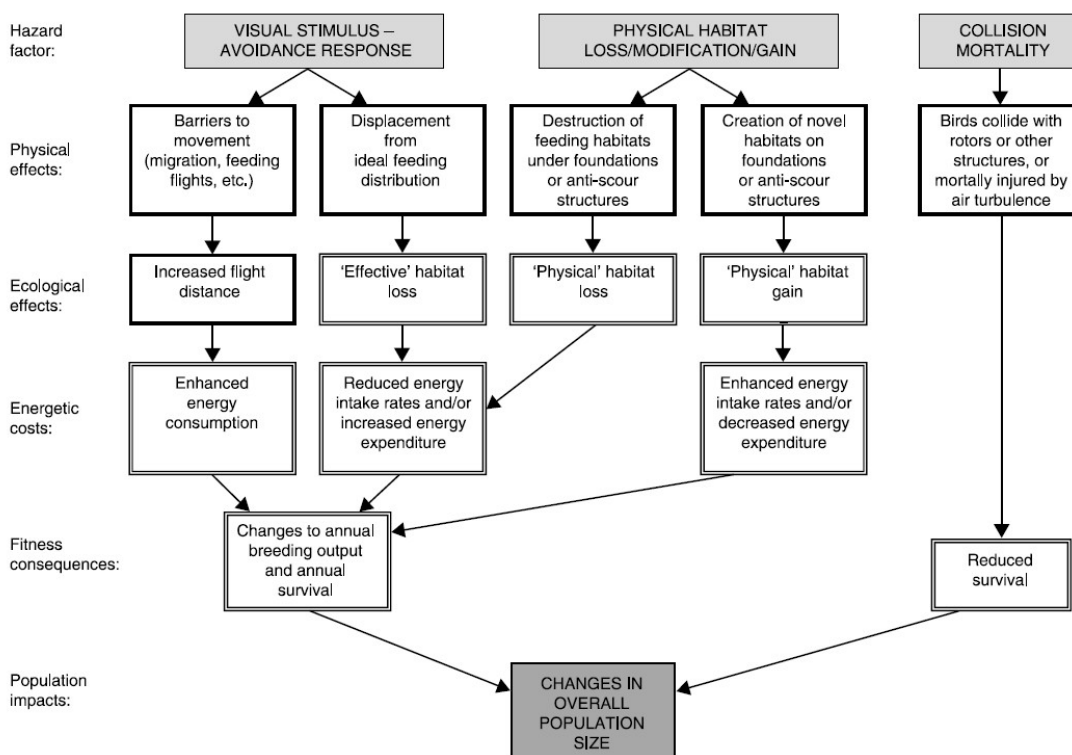 Hazard
factor:
VISUAL STIMULUS –
AVOIDANCE RESPONSE
PHYSICAL HABITAT
LOSS/MODIFICATION/GAIN
COLLISION
MORTALITY
Physical
effects:
Barriers to
movement
(migration, feeding
flights, etc.)
Displacement
from
ideal feeding
distribution
Destruction of
feeding habitats
under foundations
or anti-scour
structures
Creation of novel
habitats on
foundations
or anti-scour
structures
Birds collide with
rotors or other
structures, or
mortally injured by
air turbulence
Ecological
effects:
Increased flight
distance
‘Effective’ habitat
loss
‘Physical’ habitat
loss
‘Physical’ habitat
gain
Energetic
costs:
Enhanced
energy
consumption
Reduced energy
intake rates and/or
increased energy
expenditure
Enhanced energy
intake rates and/or
decreased energy
expenditure
Fitness
consequences:
Changes to annual
breeding output
and annual
survival
Reduced
survival
Population
impacts:
CHANGES IN
OVERALL
POPULATION
SIZE